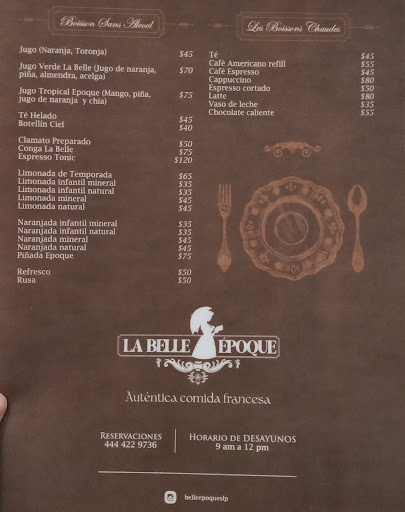 Boisson Sans Alcool
Jugo (Naranja, Toronja) $45
Jugo Verde La Belle (Jugo de naranja, $70
piña, almendra, acelga)
Jugo Tropical Epoque (Mango, piña, $75
jugo de naranja y chia)
Té Helado $45
Botellin Ciel $40
Clamato Preparado $50
Conga La Belle $75
Espresso Tonic $120
Limonada de Temporada $65
Limonada infantil mineral $35
Limonada infantil natural $35
Limonada mineral $45
Limonada natural $45
Naranjada infantil mineral $35
Naranjada infantil natural $35
Naranjada mineral $45
Naranjada natural $45
Piñada Epoque $75
Refresco $50
Rusa $50
Les Boissons Chaudes
Té $45
Café Americano refill $55
Café Espresso $45
Cappuccino $80
Espresso cortado $50
Latte $80
Vaso de leche $35
Chocolate caliente $55
LA BELLE ÉPOQUE
Auténtica comida francesa
RESERVACIONES
444 422 9736
HORARIO DE DESAYUNOS
9 am a 12 pm
belleepoqueslp